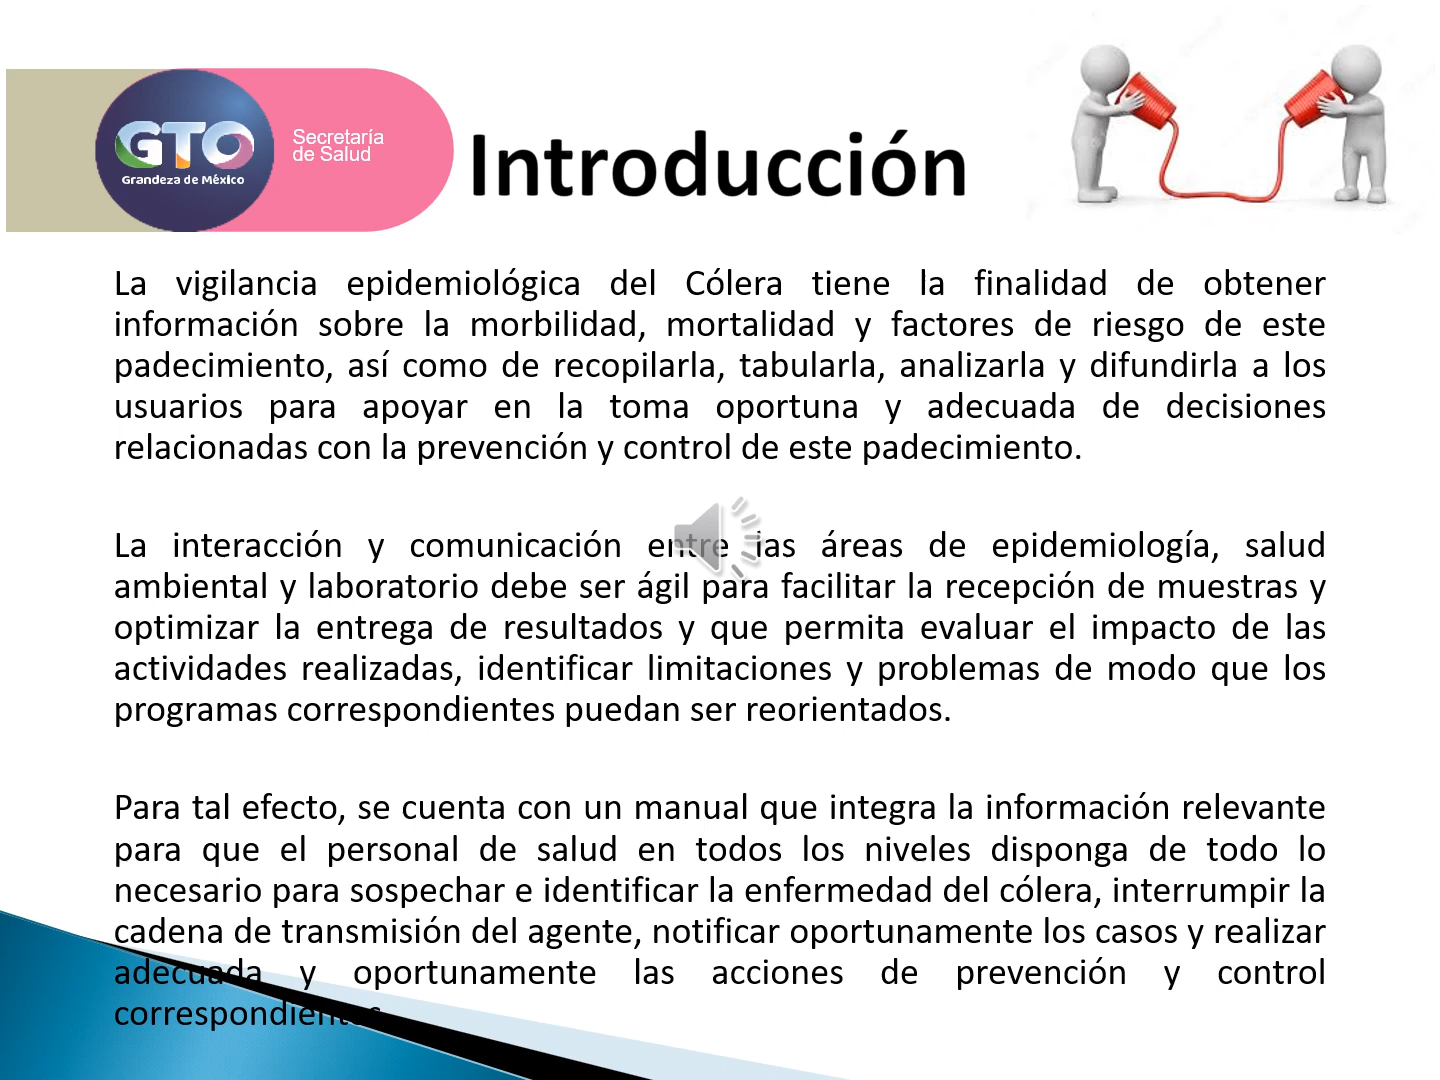 GTO
Grandeza de México
Secretaría
de Salud
Introducción
La vigilancia epidemiológica del Cólera tiene la finalidad de obtener
información sobre la morbilidad, mortalidad y factores de riesgo de este
padecimiento, así como de recopilarla, tabularla, analizarla y difundirla a los
usuarios para apoyar en la toma oportuna y adecuada de decisiones
relacionadas con la prevención y control de este padecimiento.
La interacción y comunicación entre las áreas de epidemiología, salud
ambiental y laboratorio debe ser ágil para facilitar la recepción de muestras y
optimizar la entrega de resultados y que permita evaluar el impacto de las
actividades realizadas, identificar limitaciones y problemas de modo que los
programas correspondientes puedan ser reorientados.
Para tal efecto, se cuenta con un manual que integra la información relevante
para que el personal de salud en todos los niveles disponga de todo lo
necesario para sospechar e identificar la enfermedad del cólera, interrumpir la
cadena de transmisión del agente, notificar oportunamente los casos y realizar
adecuada y oportunamente las acciones de prevención y control
correspondientes.